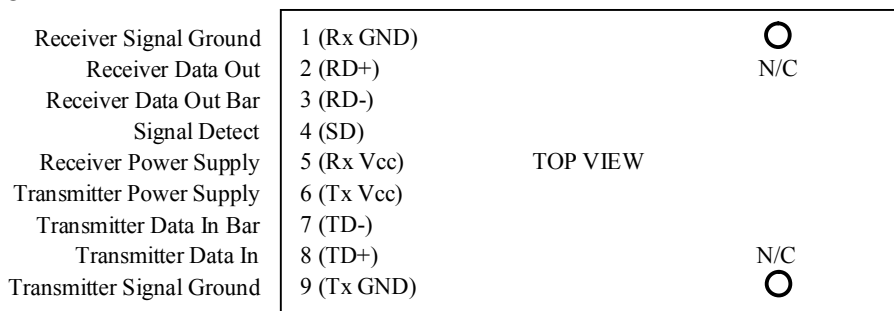 Receiver Signal Ground 1 (Rx GND)
Receiver Data Out 2 (RD+) N/C
Receiver Data Out Bar 3 (RD-)
Signal Detect 4 (SD)
Receiver Power Supply 5 (Rx Vcc) TOP VIEW
Transmitter Power Supply 6 (Tx Vcc)
Transmitter Data In Bar 7 (TD-)
Transmitter Data In 8 (TD+) N/C
Transmitter Signal Ground 9 (Tx GND)